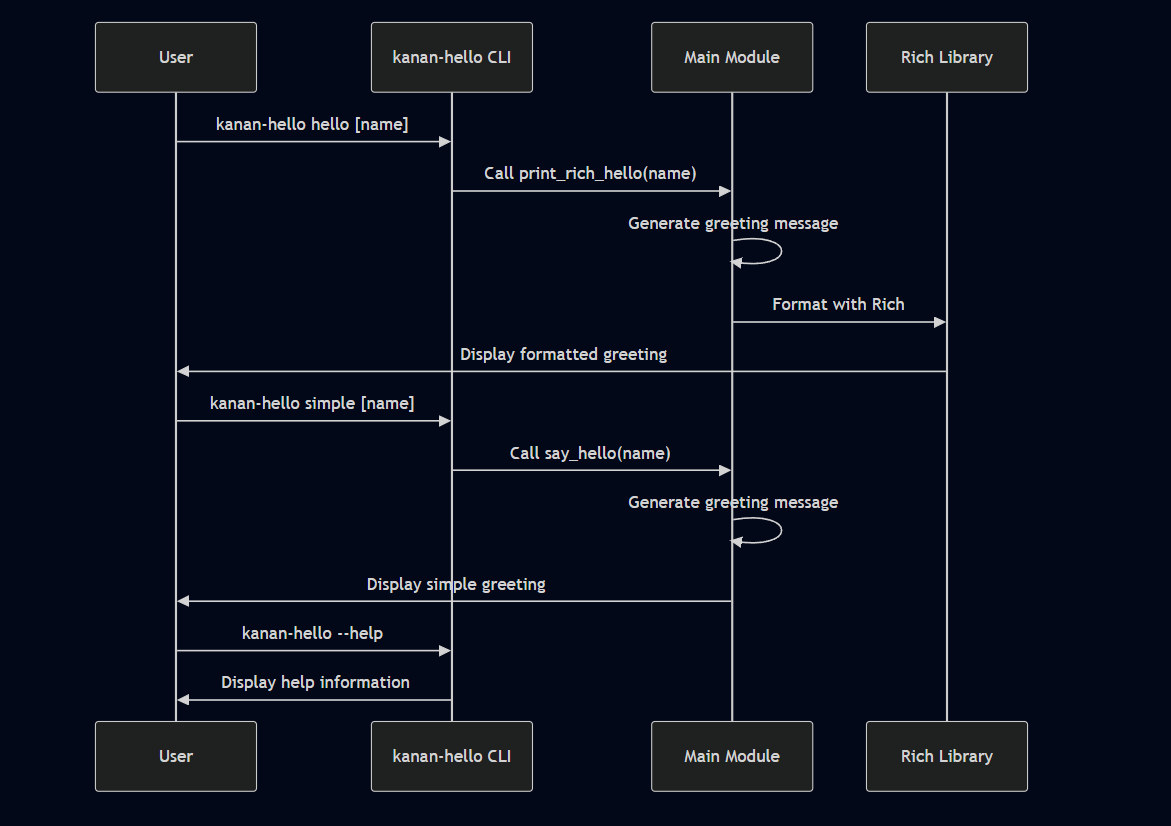 User
kanan-hello CLI
Main Module
Rich Library
kanan-hello hello [name]
Call print_rich_hello(name)
Generate greeting message
Format with Rich
Display formatted greeting
kanan-hello simple [name]
Call say_hello(name)
Generate greeting message
Display simple greeting
kanan-hello --help
Display help information
User
kanan-hello CLI
Main Module
Rich Library